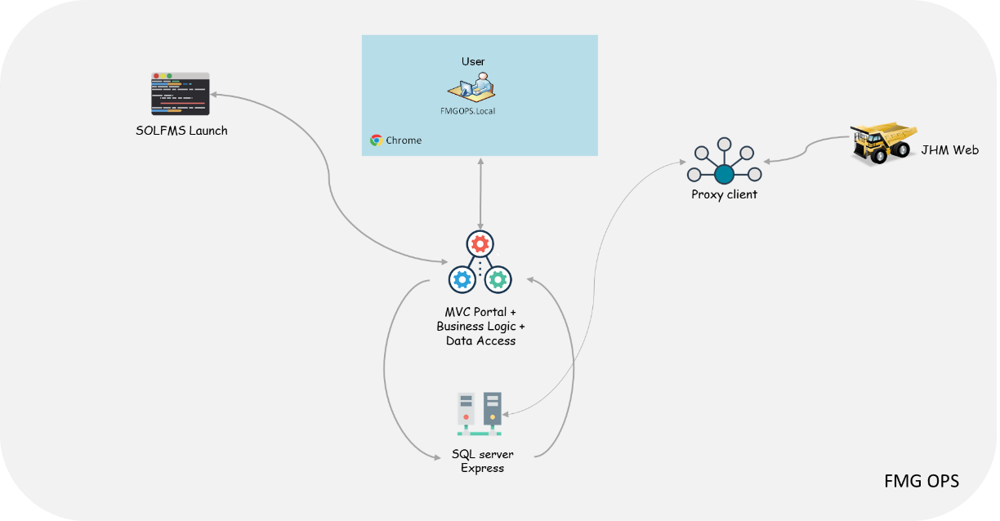 User
FMGOPS.Local
Chrome
SOLFMS Launch
JHM Web
Proxy client
MVC Portal +
Business Logic +
Data Access
SQL server
Express
FMG OPS